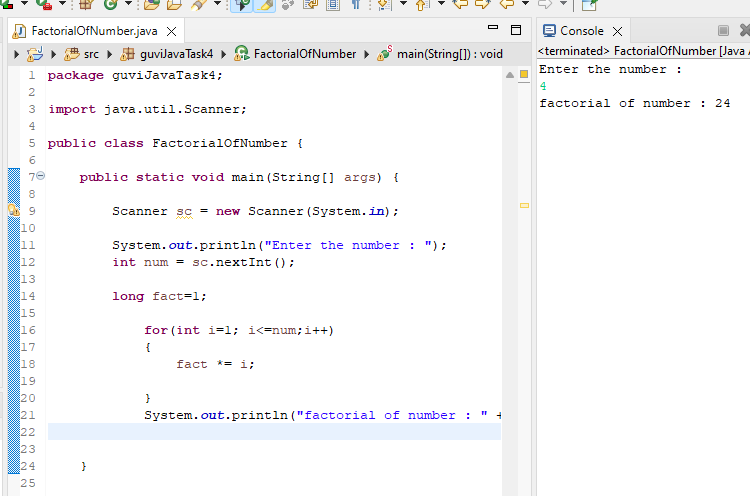 FactorialOfNumber.java
src
guviJavaTask4
FactorialOfNumber
main(String[]) : void
1 package guviJavaTask4;
2
3 import java.util.Scanner;
4
5 public class FactorialOfNumber {
6
7 public static void main(String[] args) {
8
9 Scanner sc = new Scanner(System.in);
10
11 System.out.println("Enter the number : ");
12 int num = sc.nextInt();
13
14 long fact=1;
15
16 for(int i=1; i<=num;i++)
17 {
18 fact *= i;
19
20 }
21 System.out.println("factorial of number : " +
22
23
24 }
25
Console
<terminated> FactorialOfNumber [Java
Enter the number :
4
factorial of number : 24